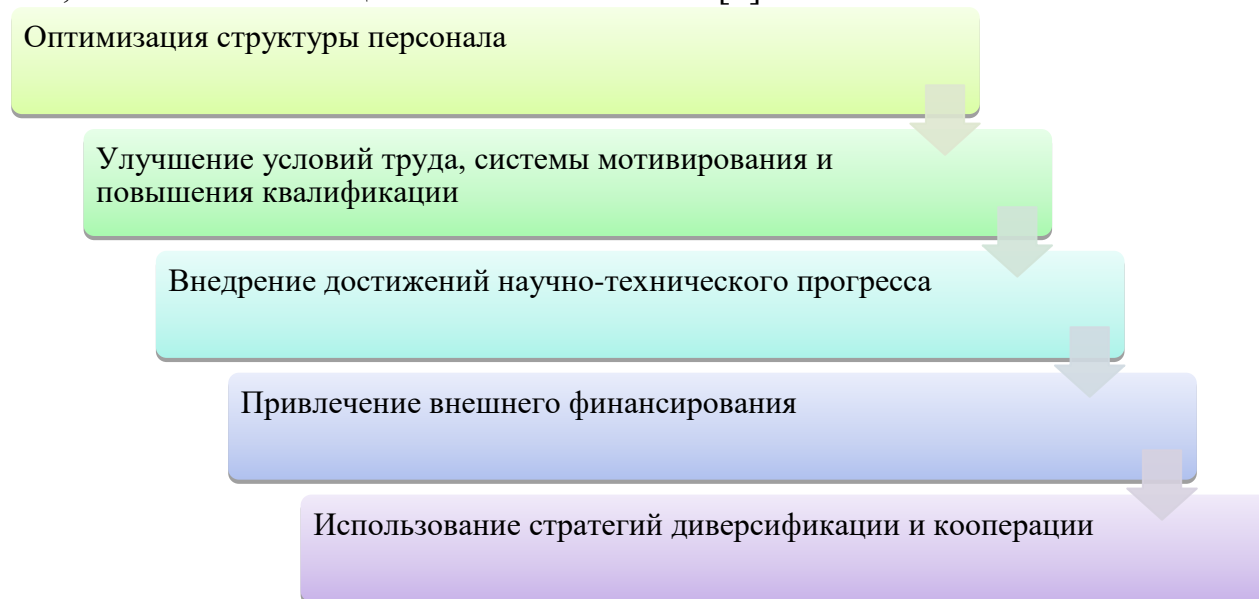 Оптимизация структуры персонала
Улучшение условий труда, системы мотивирования и
повышения квалификации
Внедрение достижений научно-технического прогресса
Привлечение внешнего финансирования
Использование стратегий диверсификации и кооперации